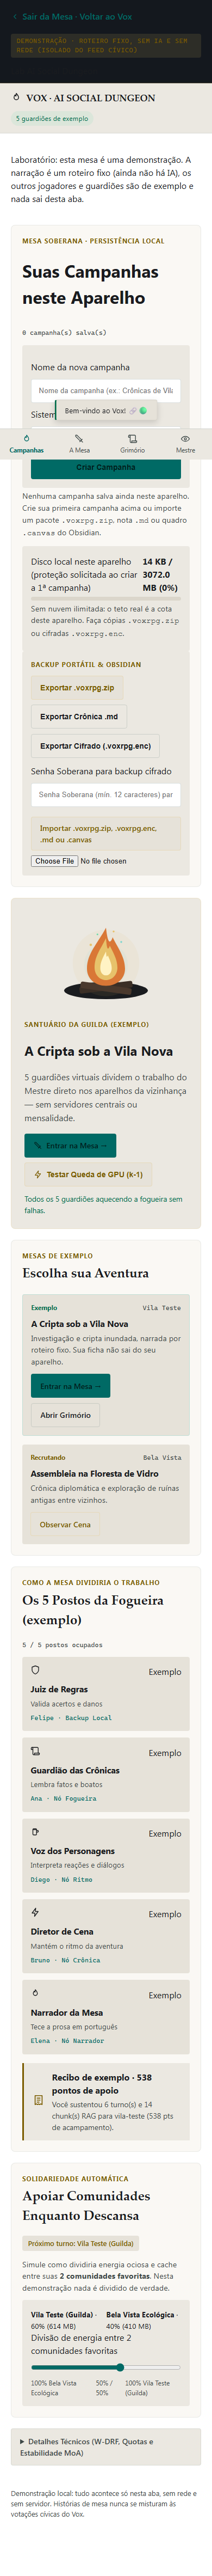 ‹ Sair da Mesa · Voltar ao Vox
DEMONSTRAÇÃO · ROTEIRO FIXO, SEM IA E SEM
REDE (ISOLADO DO FEED CÍVICO)
VOX · AI SOCIAL DUNGEON
5 guardiões de exemplo
Laboratório: esta mesa é uma demonstração. A
narração é um roteiro fixo (ainda não há IA), e os
outros jogadores e guardiões são de exemplo e
nada sai desta aba.
MESA SOBERANA · PERSISTÊNCIA LOCAL
Suas Campanhas
neste Aparelho
0 campanha(s) salva(s)
Nome da nova campanha
Nome da campanha (ex.: Crônicas de Vila
Bem-vindo ao Vox!
Campanhas
A Mesa
Grimório
Mestre
Criar Campanha
Nenhuma campanha salva ainda neste aparelho.
Crie sua primeira campanha acima ou importe
um pacote .voxrpg.zip, nota .md ou quadro
.canvas do Obsidian.
Disco local neste aparelho
(proteção solicitada ao criar
a 1ª campanha)
14 KB /
3072.0
MB (0%)
Sem nuvem ilimitada: o teto real é a cota
deste aparelho. Faça cópias .voxrpg.zip
ou cifradas .voxrpg.enc.
BACKUP PORTÁTIL & OBSIDIAN
Exportar .voxrpg.zip
Exportar Crônica .md
Exportar Cifrado (.voxrpg.enc)
Senha Soberana para backup cifrado
Senha Soberana (mín. 12 caracteres) par
Importar .voxrpg.zip, .voxrpg.enc,
.md ou .canvas
Choose File No file chosen
SANTUÁRIO DA GUILDA (EXEMPLO)
A Cripta sob a Vila Nova
5 guardiões virtuais dividem o trabalho do
Mestre direto nos aparelhos da vizinhança
— sem servidores centrais ou
mensalidade.
Entrar na Mesa →
Testar Queda de GPU (k-1)
Todos os 5 guardiões aquecendo a fogueira sem
falhas.
MESAS DE EXEMPLO
Escolha sua Aventura
Exemplo
Vila Teste
A Cripta sob a Vila Nova
Investigação e cripta inundada, narrada por
roteiro fixo. Sua ficha não sai do seu
aparelho.
Entrar na Mesa →
Abrir Grimório
Recrutando
Bela Vista
Assembleia na Floresta de Vidro
Crônica diplomática e exploração de ruínas
antigas entre vizinhos.
Observar Cena
COMO A MESA DIVIDIRIA O TRABALHO
Os 5 Postos da Fogueira
(exemplo)
5 / 5 postos ocupados
Exemplo
Juiz de Regras
Valida acertos e danos
Felipe · Backup Local
Exemplo
Guardião das Crônicas
Lembra fatos e boatos
Ana · Nó Fogueira
Exemplo
Voz dos Personagens
Interpreta reações e diálogos
Diego · Nó Ritmo
Exemplo
Diretor de Cena
Mantém o ritmo da aventura
Bruno · Nó Crônica
Exemplo
Narrador da Mesa
Tece a prosa em português
Elena · Nó Narrador
Recibo de exemplo · 538
pontos de apoio
Você sustentou 6 turno(s) e 14
chunk(s) RAG para vila-teste (538 pts
de acampamento).
SOLIDARIEDADE AUTOMÁTICA
Apoiar Comunidades
Enquanto Descansa
Próximo turno: Vila Teste (Guilda)
Simule como dividiria energia ociosa e cache
entre suas 2 comunidades favoritas. Nesta
demonstração nada é dividido de verdade.
Vila Teste (Guilda) ·
60% (614 MB)
Bela Vista Ecológica ·
40% (410 MB)
Divisão de energia entre 2
comunidades favoritas
100% Bela Vista
Ecológica
50% /
50%
100% Vila Teste
(Guilda)
▶ Detalhes Técnicos (W-DRF, Quotas e
Estabilidade MoA)
Demonstração local: tudo acontece só nesta aba, sem rede e
sem servidor. Histórias de mesa nunca se misturam às
votações cívicas do Vox.